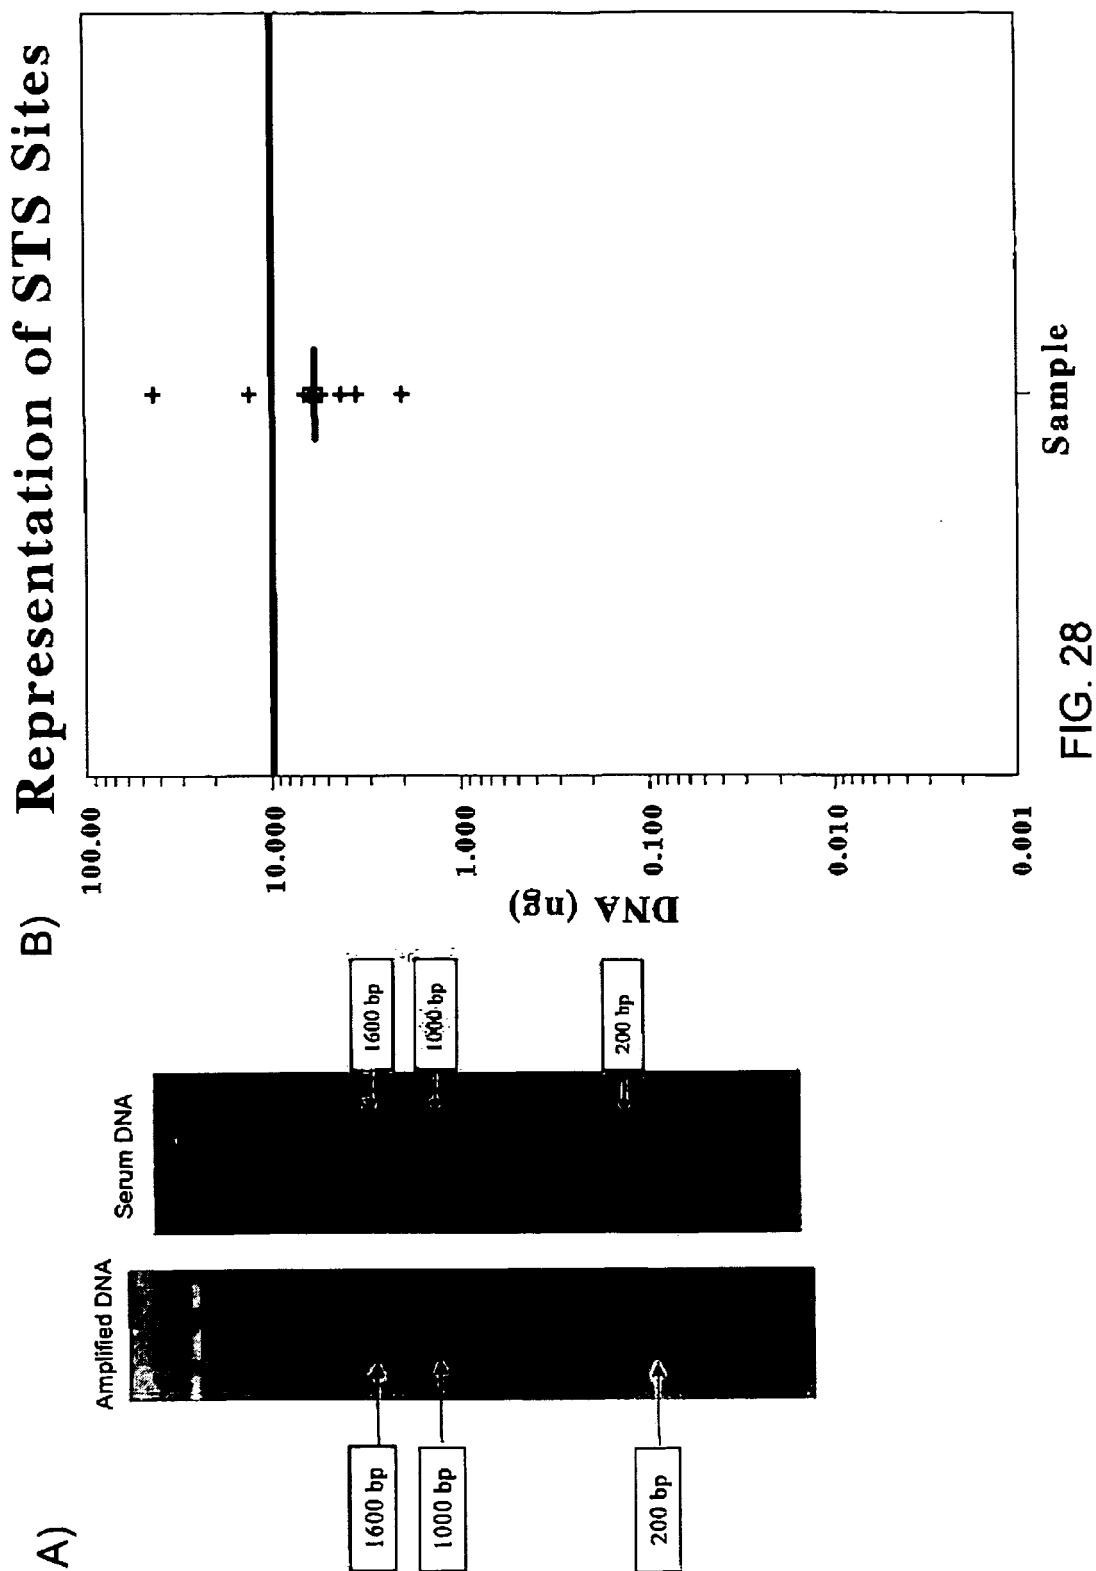 A)
Amplified DNA
Serum DNA
1600 bp
1000 bp
200 bp
1600 bp
1000 bp
200 bp
B)
Representation of STS Sites
DNA (ng)
100.00
10.000
1.000
0.100
0.010
0.001
Sample
FIG. 28